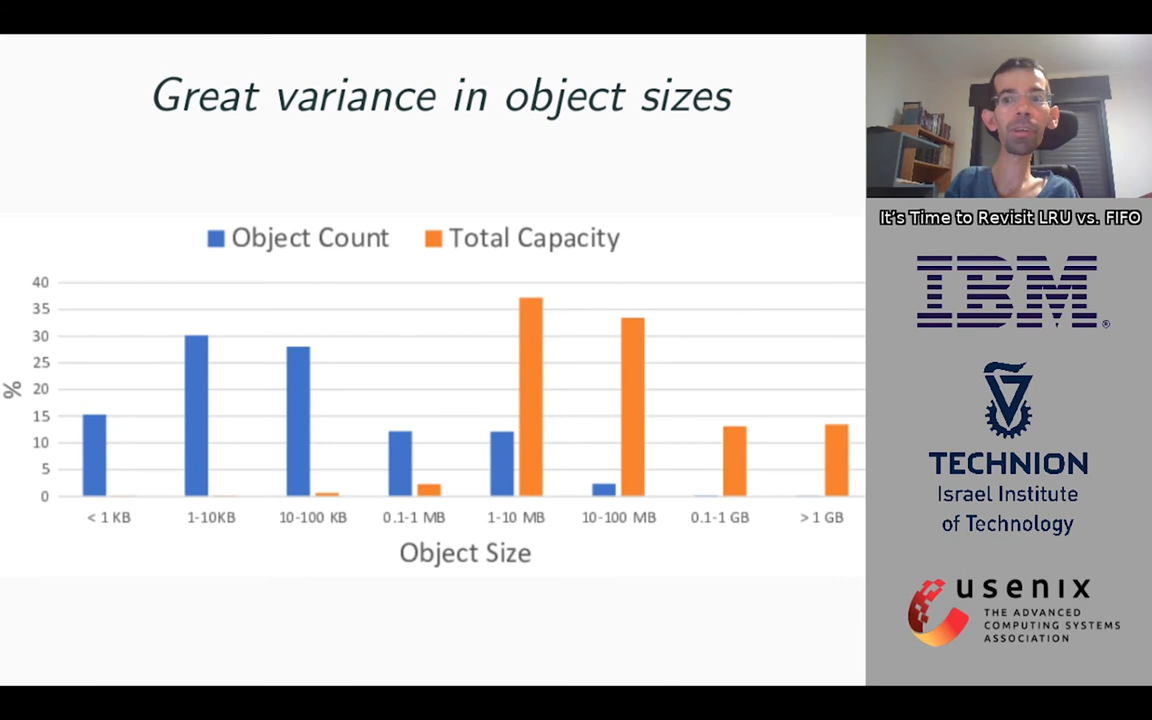 Great variance in object sizes
Object Count
Total Capacity
40
35
30
25
20
15
10
5
0
%
< 1 KB
1-10KB
10-100 KB
0.1-1 MB
1-10 MB
10-100 MB
0.1-1 GB
> 1 GB
Object Size
It's Time to Revisit LRU vs. FIFO
IBM®
TECHNION
Israel Institute
of Technology
usenix
THE ADVANCED
COMPUTING SYSTEMS
ASSOCIATION